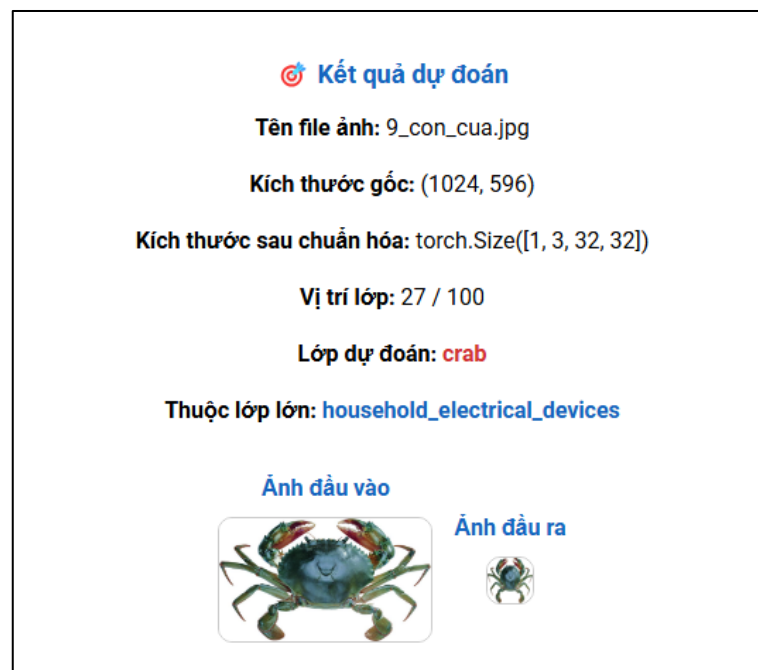 Kết quả dự đoán
Tên file ảnh: 9_con_cua.jpg
Kích thước gốc: (1024, 596)
Kích thước sau chuẩn hóa: torch.Size([1, 3, 32, 32])
Vị trí lớp: 27 / 100
Lớp dự đoán: crab
Thuộc lớp lớn: household_electrical_devices
Ảnh đầu vào
Ảnh đầu ra